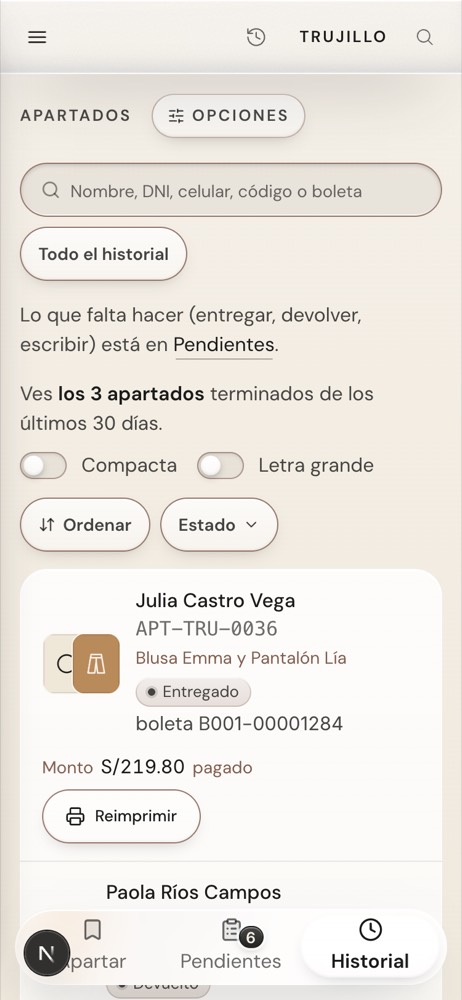 TRUJILLO
APARTADOS
OPCIONES
Nombre, DNI, celular, código o boleta
Todo el historial
Lo que falta hacer (entregar, devolver,
escribir) está en Pendientes.
Ves los 3 apartados terminados de los
últimos 30 días.
Compacta
Letra grande
Ordenar
Estado
Julia Castro Vega
APT-TRU-0036
Blusa Emma y Pantalón Lía
Entregado
boleta B001-00001284
Monto S/219.80 pagado
Reimprimir
Paola Ríos Campos
Devuelto
N
6
Pendientes
Historial